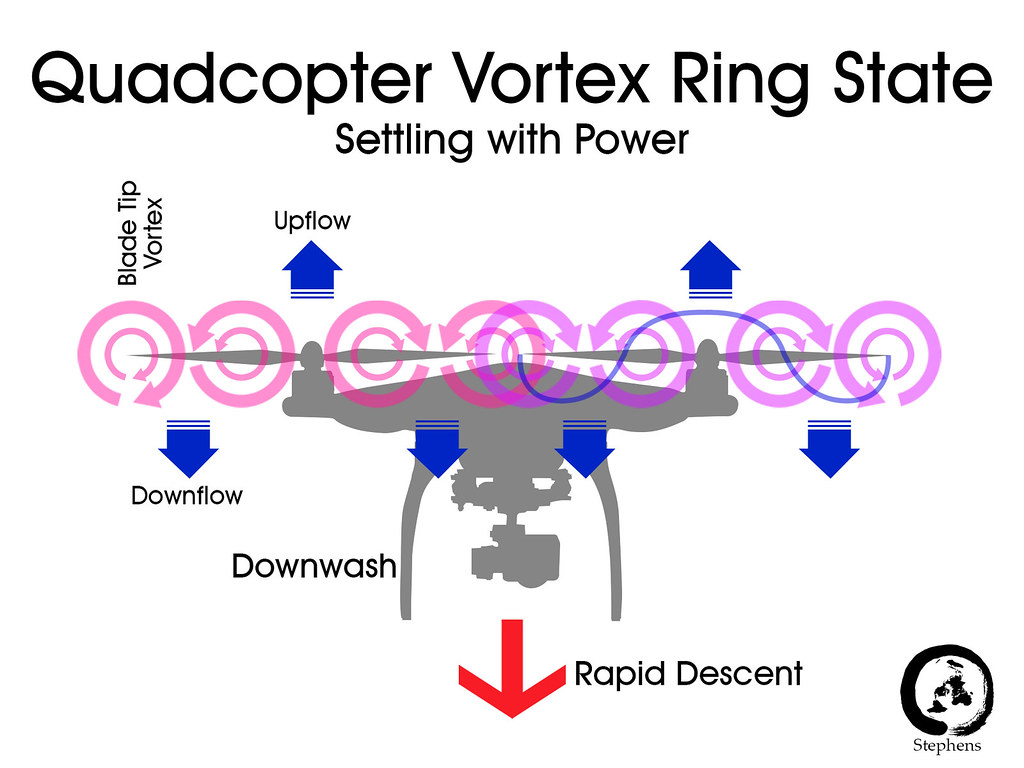 Quadcopter Vortex Ring State
Settling with Power
Blade Tip
Vortex
Upflow
Downflow
Downwash
Rapid Descent
Stephens